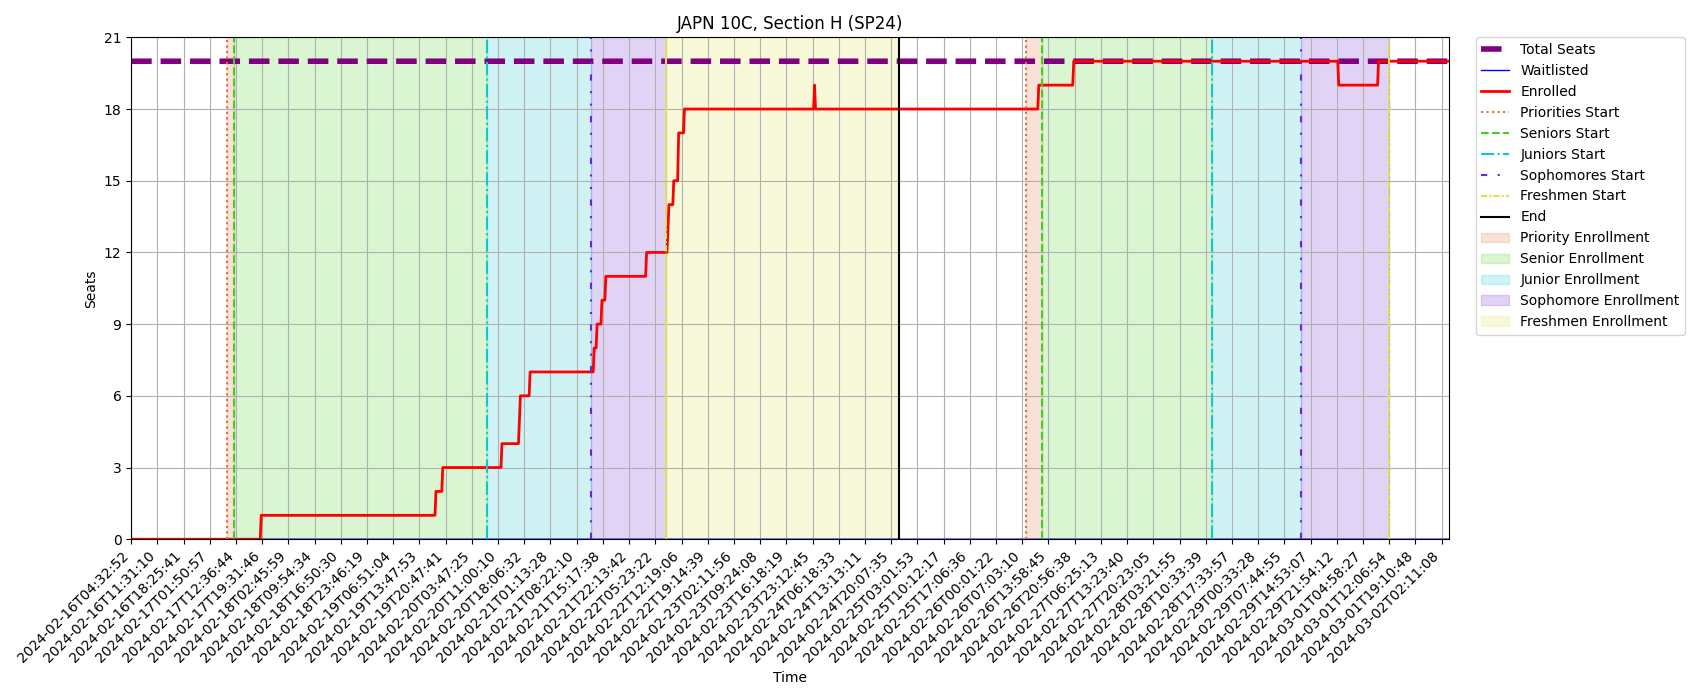 JAPN 10C, Section H (SP24)
21
18
15
12
9
6
3
0
Seats
2024-02-16T04:32:52
2024-02-16T11:31:10
2024-02-16T18:25:41
2024-02-17T01:50:57
2024-02-17T12:36:44
2024-02-17T19:31:46
2024-02-18T02:45:59
2024-02-18T09:54:34
2024-02-18T16:50:30
2024-02-18T23:46:19
2024-02-19T06:51:04
2024-02-19T13:47:53
2024-02-19T20:47:41
2024-02-20T03:47:25
2024-02-20T11:00:10
2024-02-20T18:06:32
2024-02-21T01:13:28
2024-02-21T08:22:10
2024-02-21T15:17:38
2024-02-21T22:13:42
2024-02-22T05:23:22
2024-02-22T12:19:06
2024-02-22T19:14:39
2024-02-23T02:11:56
2024-02-23T09:24:08
2024-02-23T16:18:19
2024-02-23T23:12:45
2024-02-24T06:18:33
2024-02-24T13:13:11
2024-02-24T20:07:35
2024-02-25T03:01:53
2024-02-25T10:12:17
2024-02-25T17:06:36
2024-02-26T00:01:22
2024-02-26T07:03:10
2024-02-26T13:58:45
2024-02-26T20:56:38
2024-02-27T06:25:13
2024-02-27T13:23:40
2024-02-27T20:23:05
2024-02-28T03:21:55
2024-02-28T10:33:39
2024-02-28T17:33:57
2024-02-29T00:33:28
2024-02-29T07:44:55
2024-02-29T14:53:07
2024-02-29T21:54:12
2024-03-01T04:58:27
2024-03-01T12:06:54
2024-03-01T19:10:48
2024-03-02T02:11:08
Time
Total Seats
Waitlisted
Enrolled
Priorities Start
Seniors Start
Juniors Start
Sophomores Start
Freshmen Start
End
Priority Enrollment
Senior Enrollment
Junior Enrollment
Sophomore Enrollment
Freshmen Enrollment